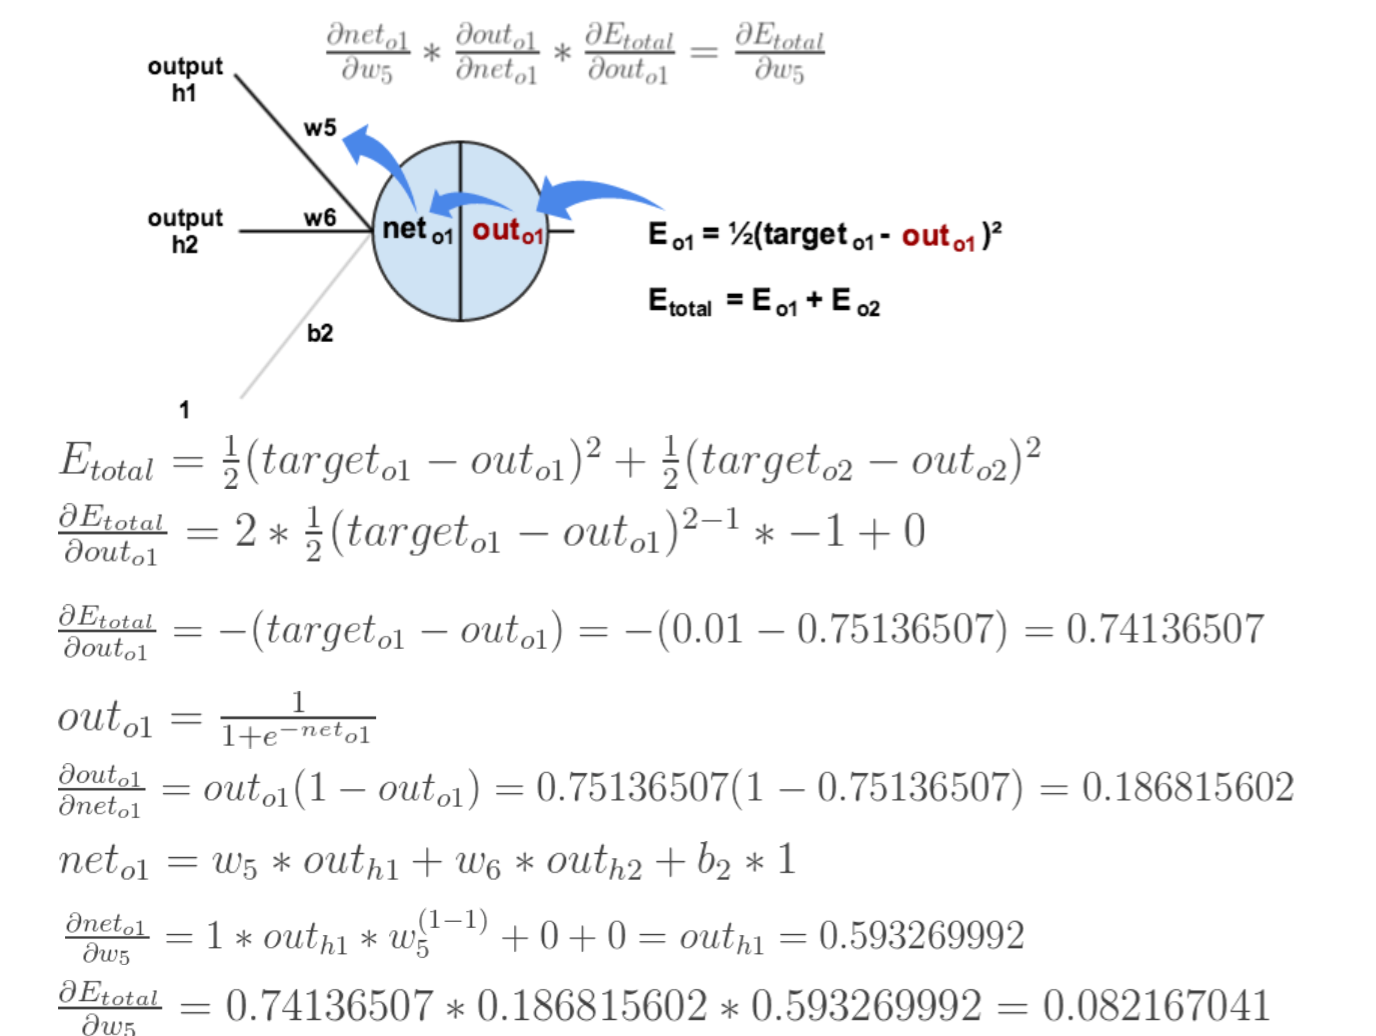 ∂net_{o1}/∂w_5 * ∂out_{o1}/∂net_{o1} * ∂E_{total}/∂out_{o1} = ∂E_{total}/∂w_5
output
h1
w5
output
h2
w6
net o1
out o1
E o1 = ½(target o1 - out o1 )²
E total = E o1 + E o2
b2
1
E_{total} = \frac{1}{2}(target_{o1} − out_{o1})^2 + \frac{1}{2}(target_{o2} − out_{o2})^2
∂E_{total}/∂out_{o1} = 2 * \frac{1}{2}(target_{o1} − out_{o1})^{2−1} * −1 + 0
∂E_{total}/∂out_{o1} = −(target_{o1} − out_{o1}) = −(0.01 − 0.75136507) = 0.74136507
out_{o1} = \frac{1}{1+e^{−net_{o1}}}
∂out_{o1}/∂net_{o1} = out_{o1}(1 − out_{o1}) = 0.75136507(1 − 0.75136507) = 0.186815602
net_{o1} = w_5 * out_{h1} + w_6 * out_{h2} + b_2 * 1
∂net_{o1}/∂w_5 = 1 * out_{h1} * w_5^{(1−1)} + 0 + 0 = out_{h1} = 0.593269992
∂E_{total}/∂w_5 = 0.74136507 * 0.186815602 * 0.593269992 = 0.082167041